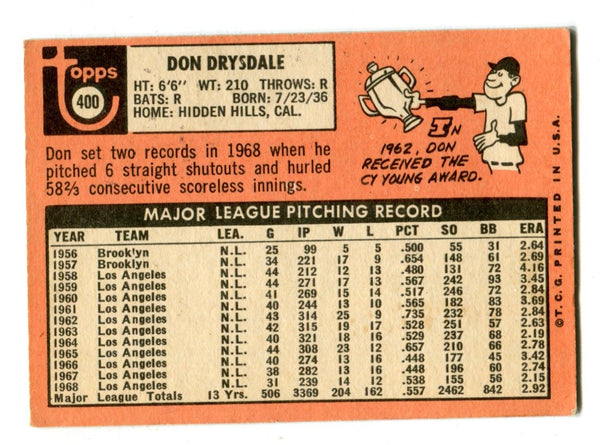 topps
400
DON DRYSDALE
HT: 6'6" WT: 210 THROWS: R
BATS: R BORN: 7/23/36
HOME: HIDDEN HILLS, CAL.
IN
1962, DON
RECEIVED THE
CY YOUNG AWARD.
Don set two records in 1968 when he
pitched 6 straight shutouts and hurled
58⅔ consecutive scoreless innings.
MAJOR LEAGUE PITCHING RECORD
YEAR TEAM LEA. G IP W L PCT SO BB ERA
1956 Brooklyn N.L. 25 99 5 5 .500 55 31 2.64
1957 Brooklyn N.L. 34 221 17 9 .654 148 61 2.69
1958 Los Angeles N.L. 44 212 12 13 .480 131 72 4.16
1959 Los Angeles N.L. 44 271 17 13 .567 242 93 3.45
1960 Los Angeles N.L. 41 269 15 14 .517 246 72 2.84
1961 Los Angeles N.L. 40 244 13 10 .565 182 83 3.69
1962 Los Angeles N.L. 43 314 25 9 .735 232 78 2.84
1963 Los Angeles N.L. 42 315 19 17 .528 251 57 2.63
1964 Los Angeles N.L. 40 321 18 16 .529 237 68 2.19
1965 Los Angeles N.L. 44 308 23 12 .657 210 66 2.78
1966 Los Angeles N.L. 40 274 13 16 .448 177 45 3.42
1967 Los Angeles N.L. 38 282 13 16 .448 196 60 2.74
1968 Los Angeles N.L. 31 239 14 12 .538 155 56 2.15
Major League Totals 13 Yrs. 506 3369 204 162 .557 2462 842 2.92
©T.C.G. PRINTED IN U.S.A.